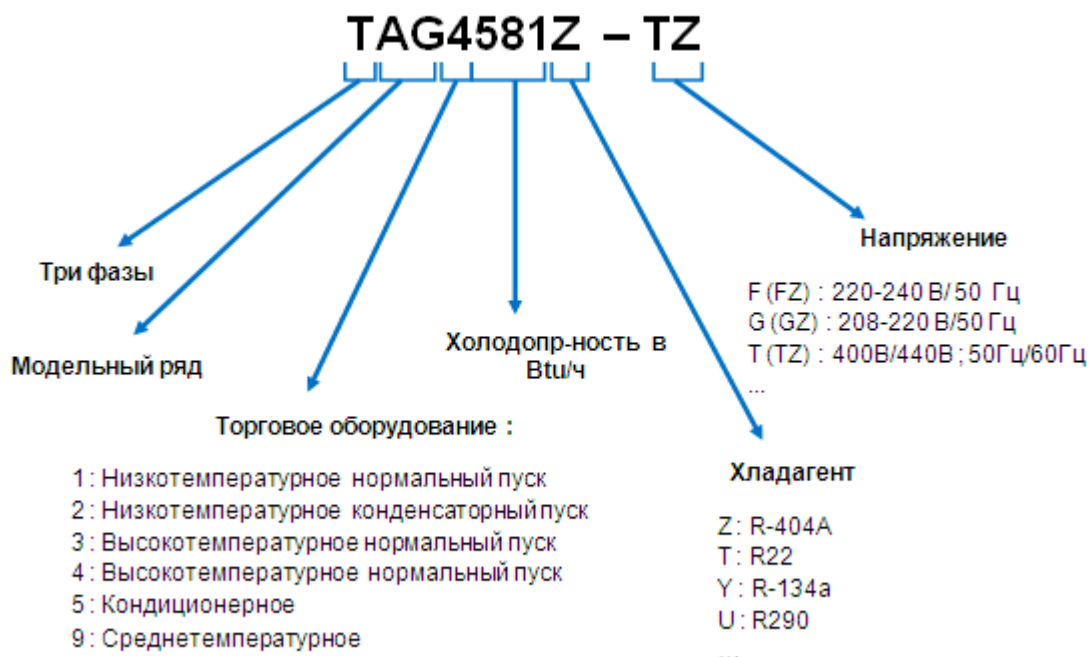 TAG4581Z – TZ
Три фазы
Модельный ряд
Торговое оборудование :
1 : Низкотемпературное нормальный пуск
2 : Низкотемпературное конденсаторный пуск
3 : Высокотемпературное нормальный пуск
4 : Высокотемпературное нормальный пуск
5 : Кондиционерное
9 : Среднетемпературное
Холодопр-ность в
Btu/ч
Хладагент
Z : R-404A
T : R22
Y : R-134a
U : R290
...
Напряжение
F (FZ) : 220-240 В/ 50 Гц
G (GZ) : 208-220 В/50 Гц
T (TZ) : 400В/440В ; 50Гц/60Гц
...